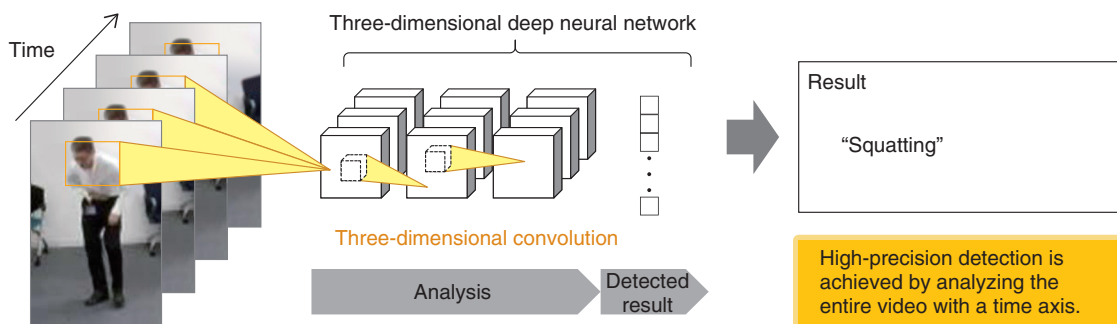 Time
Three-dimensional deep neural network
Three-dimensional convolution
Analysis
Detected
result
Result
“Squatting”
High-precision detection is
achieved by analyzing the
entire video with a time axis.